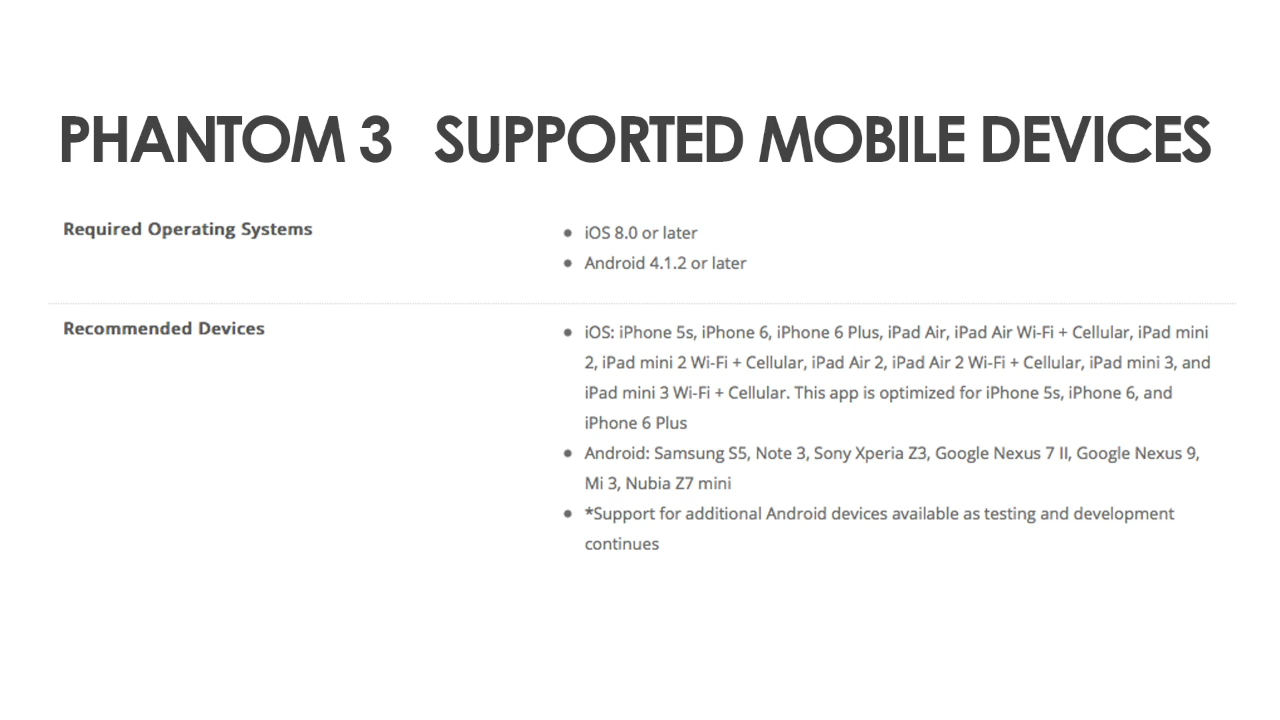 PHANTOM 3 SUPPORTED MOBILE DEVICES
Required Operating Systems
• iOS 8.0 or later
• Android 4.1.2 or later
Recommended Devices
• iOS: iPhone 5s, iPhone 6, iPhone 6 Plus, iPad Air, iPad Air Wi-Fi + Cellular, iPad mini
2, iPad mini 2 Wi-Fi + Cellular, iPad Air 2, iPad Air 2 Wi-Fi + Cellular, iPad mini 3, and
iPad mini 3 Wi-Fi + Cellular. This app is optimized for iPhone 5s, iPhone 6, and
iPhone 6 Plus
• Android: Samsung S5, Note 3, Sony Xperia Z3, Google Nexus 7 II, Google Nexus 9,
Mi 3, Nubia Z7 mini
• *Support for additional Android devices available as testing and development
continues